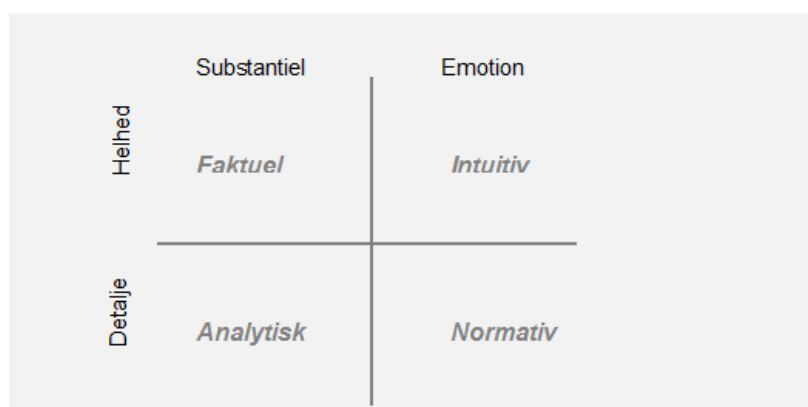 Substantiel Emotion
Helhed
Faktuel Intuitiv
Detalje
Analytisk Normativ